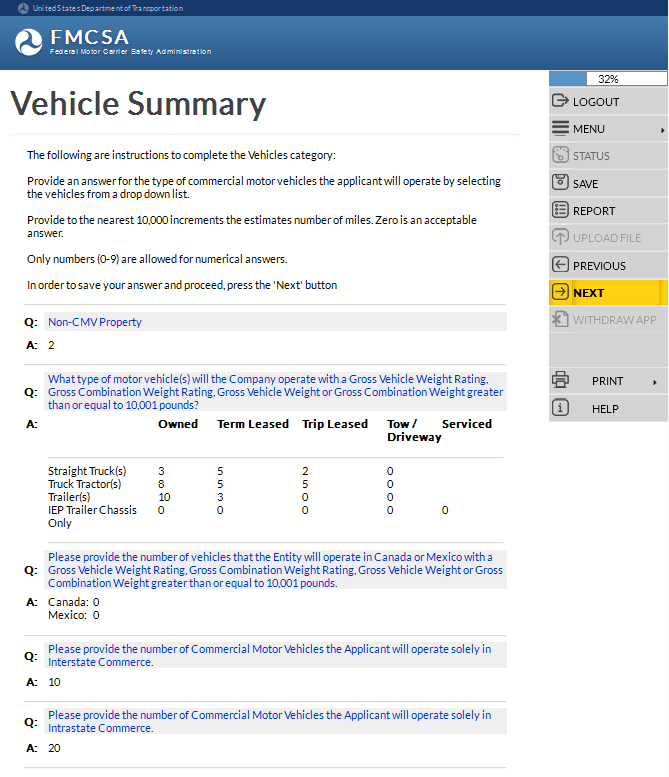 United States Department of Transportation
FMCSA
Federal Motor Carrier Safety Administration
32%
LOGOUT
MENU
STATUS
SAVE
REPORT
UPLOAD FILE
PREVIOUS
NEXT
WITHDRAW APP
PRINT
HELP
Vehicle Summary
The following are instructions to complete the Vehicles category:
Provide an answer for the type of commercial motor vehicles the applicant will operate by selecting
the vehicles from a drop down list.
Provide to the nearest 10,000 increments the estimates number of miles. Zero is an acceptable
answer.
Only numbers (0-9) are allowed for numerical answers.
In order to save your answer and proceed, press the 'Next' button
Q: Non-CMV Property
A: 2
What type of motor vehicle(s) will the Company operate with a Gross Vehicle Weight Rating,
Q: Gross Combination Weight Rating, Gross Vehicle Weight or Gross Combination Weight greater
than or equal to 10,001 pounds?
A: Owned Term Leased Trip Leased Tow / Serviced
Driveway
Straight Truck(s) 3 5 2 0
Truck Tractor(s) 8 5 5 0
Trailer(s) 10 3 0 0
IEP Trailer Chassis 0 0 0 0 0
Only
Please provide the number of vehicles that the Entity will operate in Canada or Mexico with a
Q: Gross Vehicle Weight Rating, Gross Combination Weight Rating, Gross Vehicle Weight or Gross
Combination Weight greater than or equal to 10,001 pounds.
A: Canada: 0
Mexico: 0
Q: Please provide the number of Commercial Motor Vehicles the Applicant will operate solely in
Interstate Commerce.
A: 10
Q: Please provide the number of Commercial Motor Vehicles the Applicant will operate solely in
Intrastate Commerce.
A: 20